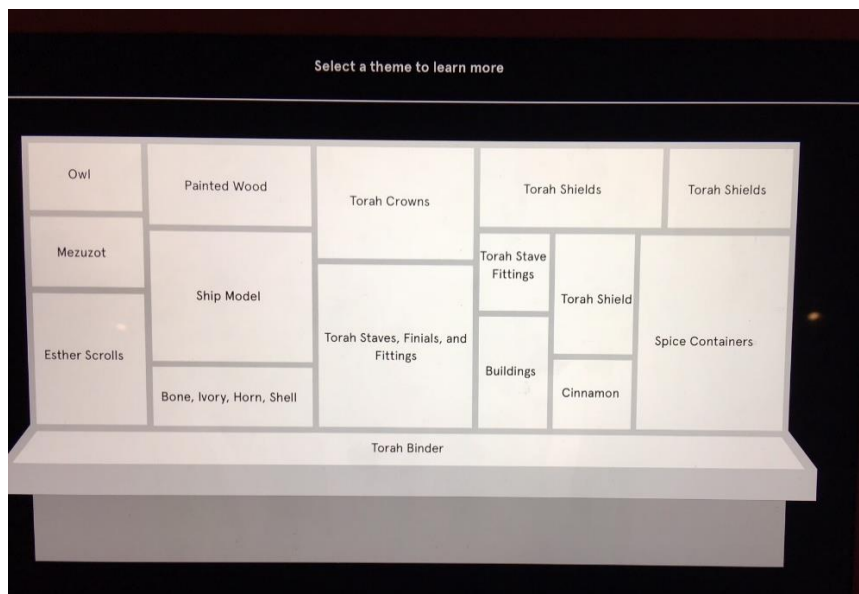 Select a theme to learn more
Owl
Painted Wood
Torah Crowns
Torah Shields
Torah Shields
Mezuzot
Ship Model
Torah Stave
Fittings
Torah Shield
Esther Scrolls
Torah Staves, Finials, and
Fittings
Spice Containers
Buildings
Bone, Ivory, Horn, Shell
Cinnamon
Torah Binder